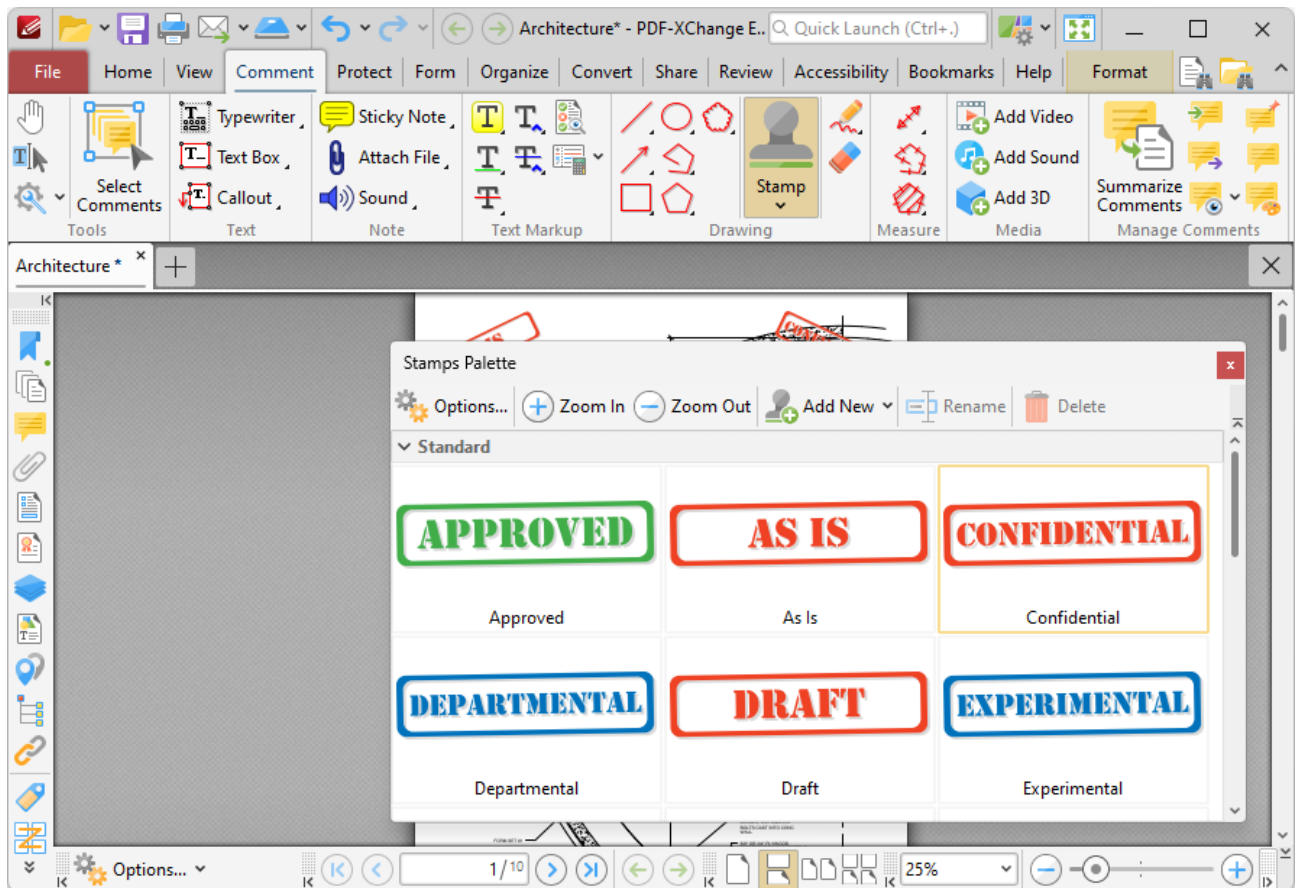 Architecture* - PDF-XChange E.. Quick Launch (Ctrl+.)
File Home View Comment Protect Form Organize Convert Share Review Accessibility Bookmarks Help Format
Typewriter Sticky Note Add Video
Text Box Attach File Add Sound
Select Comments Callout Sound Stamp Add 3D Summarize Comments
Tools Text Note Text Markup Drawing Measure Media Manage Comments
Architecture *
Stamps Palette
Options... Zoom In Zoom Out Add New Rename Delete
Standard
APPROVED AS IS CONFIDENTIAL
Approved As Is Confidential
DEPARTMENTAL DRAFT EXPERIMENTAL
Departmental Draft Experimental
Options... 1/10 25%